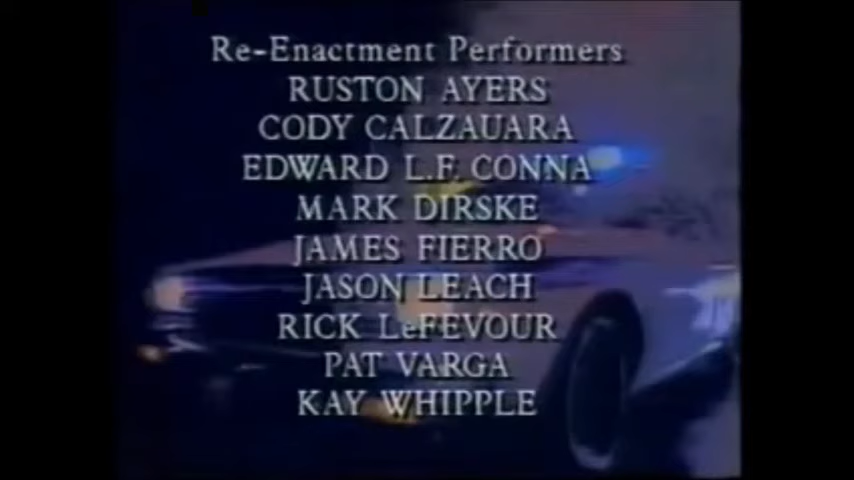 Re-Enactment Performers
RUSTON AYERS
CODY CALZAUARA
EDWARD L.F. CONNA
MARK DIRSKE
JAMES FIERRO
JASON LEACH
RICK LeFEVOUR
PAT VARGA
KAY WHIPPLE